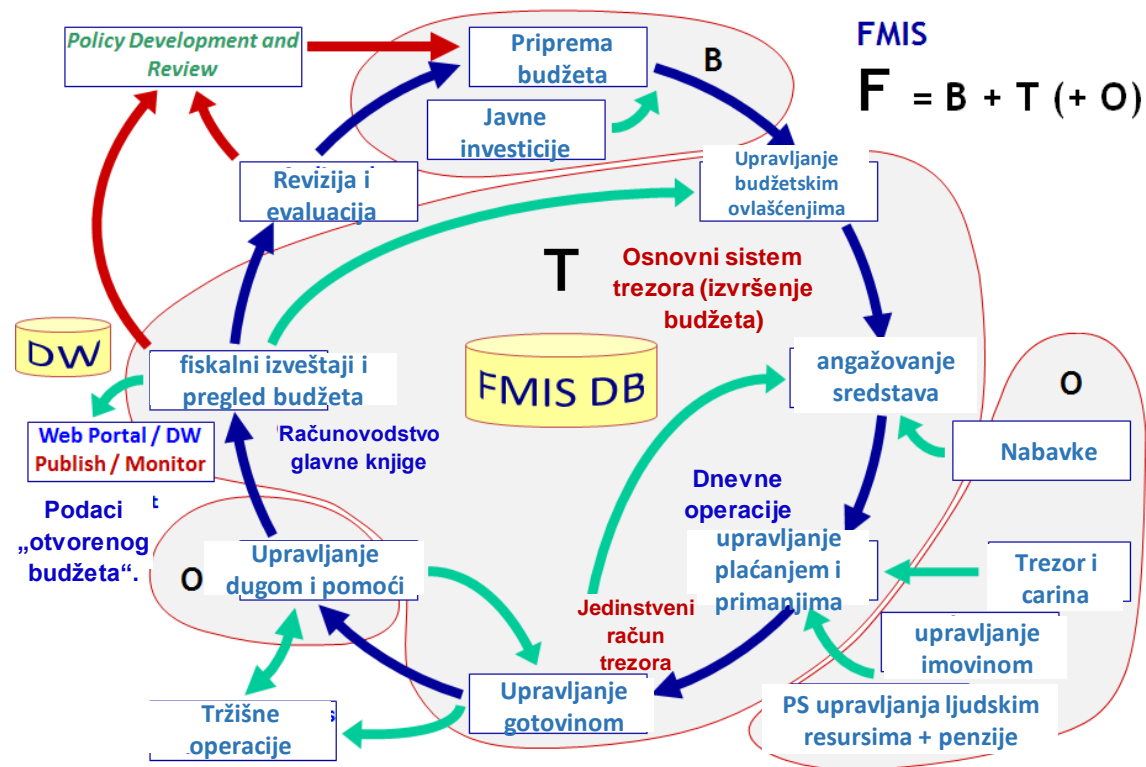 Policy Development and
Review
Priprema
budžeta
B
FMIS
F = B + T (+ O)
Javne
investicije
Revizija i
evaluacija
Upravljanje
budžetskim
ovlašćenjima
T
Osnovni sistem
trezora (izvršenje
budžeta)
DW
fiskalni izveštaji i
pregled budžeta
FMIS DB
angažovanje
sredstava
O
Web Portal / DW
Publish / Monitor
Računovodstvo
glavne knjige
Nabavke
Podaci
„otvorenog
budžeta“.
t
Dnevne
operacije
O
Upravljanje
dugom i pomoći
upravljanje
plaćanjem i
primanjima
Trezor i
carina
Jedinstveni
račun
trezora
upravljanje
imovinom
Upravljanje
gotovinom
PS upravljanja ljudskim
resursima + penzije
Tržišne
operacije
s